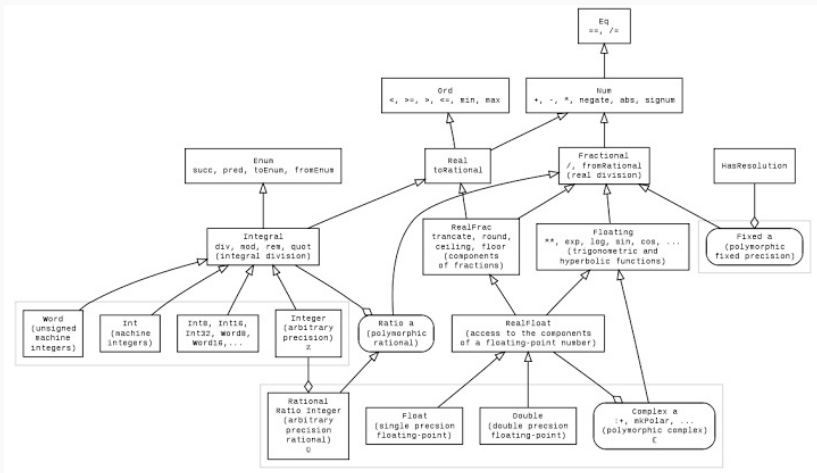 Eq
==, /=
Ord
<, >=, >, <=, min, max
Num
+, -, *, negate, abs, signum
Enum
succ, pred, toEnum, fromEnum
Real
toRational
Fractional
/, fromRational
(real division)
HasResolution
Integral
div, mod, rem, quot
(integral division)
RealFrac
trancate, round,
ceiling, floor
(components
of fractions)
Floating
**, exp, log, sin, cos, ...
(trigonometric and
hyperbolic functions)
Fixed a
(polymorphic
fixed precision)
Word
(unsigned
machine
integers)
Int
(machine
integers)
Int8, Int16,
Int32, Word8,
Word16,...
Integer
(arbitrary
precision)
Z
Ratio a
(polymorphic
rational)
RealFloat
(access to the components
of a floating-point number)
Rational
Ratio Integer
(arbitrary
precision
rational)
Q
Float
(single precsion
floating-point)
Double
(double precsion
floating-point)
Complex a
:+, mkPolar, ...
(polymorphic complex)